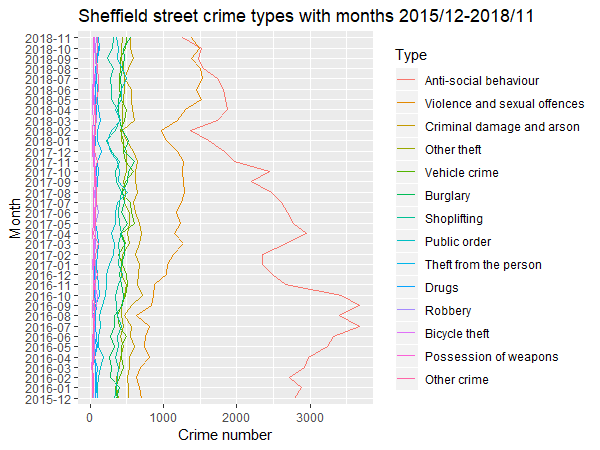 Sheffield street crime types with months 2015/12-2018/11
Month
2018-11
2018-10
2018-09
2018-08
2018-07
2018-06
2018-05
2018-04
2018-03
2018-02
2018-01
2017-12
2017-11
2017-10
2017-09
2017-08
2017-07
2017-06
2017-05
2017-04
2017-03
2017-02
2017-01
2016-12
2016-11
2016-10
2016-09
2016-08
2016-07
2016-06
2016-05
2016-04
2016-03
2016-02
2016-01
2015-12
0 1000 2000 3000
Crime number
Type
Anti-social behaviour
Violence and sexual offences
Criminal damage and arson
Other theft
Vehicle crime
Burglary
Shoplifting
Public order
Theft from the person
Drugs
Robbery
Bicycle theft
Possession of weapons
Other crime